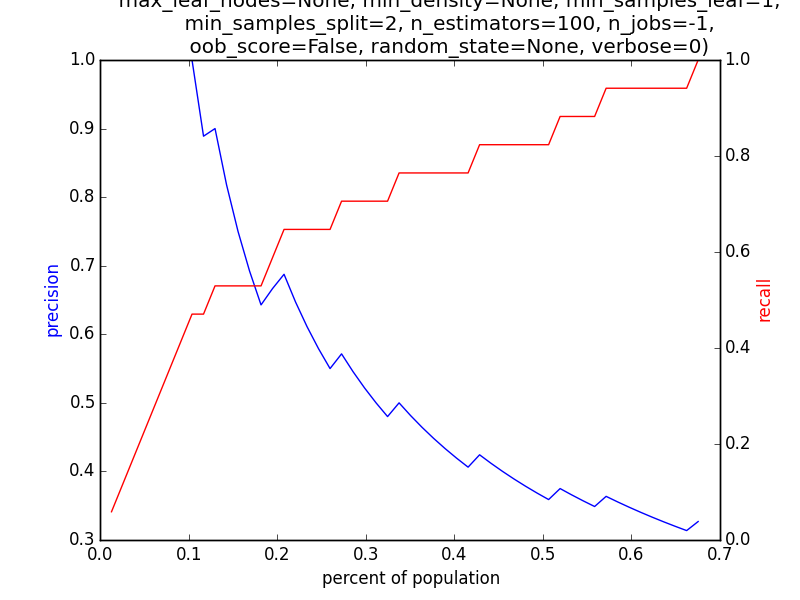 max_leaf_nodes=None, min_density=None, min_samples_leaf=1,
min_samples_split=2, n_estimators=100, n_jobs=-1,
oob_score=False, random_state=None, verbose=0)
1.0
0.9
0.8
0.7
0.6
0.5
0.4
0.3
precision
1.0
0.8
0.6
0.4
0.2
0.0
recall
0.0 0.1 0.2 0.3 0.4 0.5 0.6 0.7
percent of population